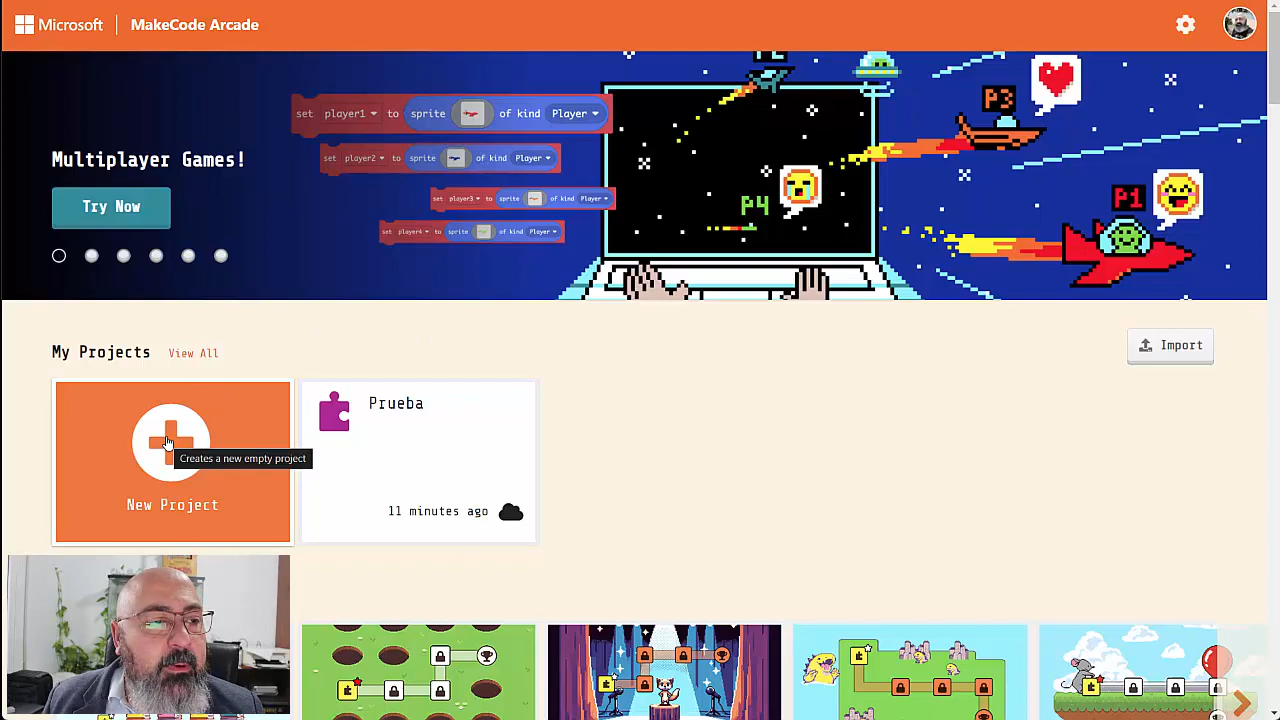 Microsoft MakeCode Arcade
set player1 to sprite of kind Player
P3
Multiplayer Games!
set player2 to sprite of kind Player
set player3 to sprite of kind Player
P1
Try Now
P4
set player4 to sprite of kind Player
My Projects View All
Import
Prueba
Creates a new empty project
New Project
11 minutes ago